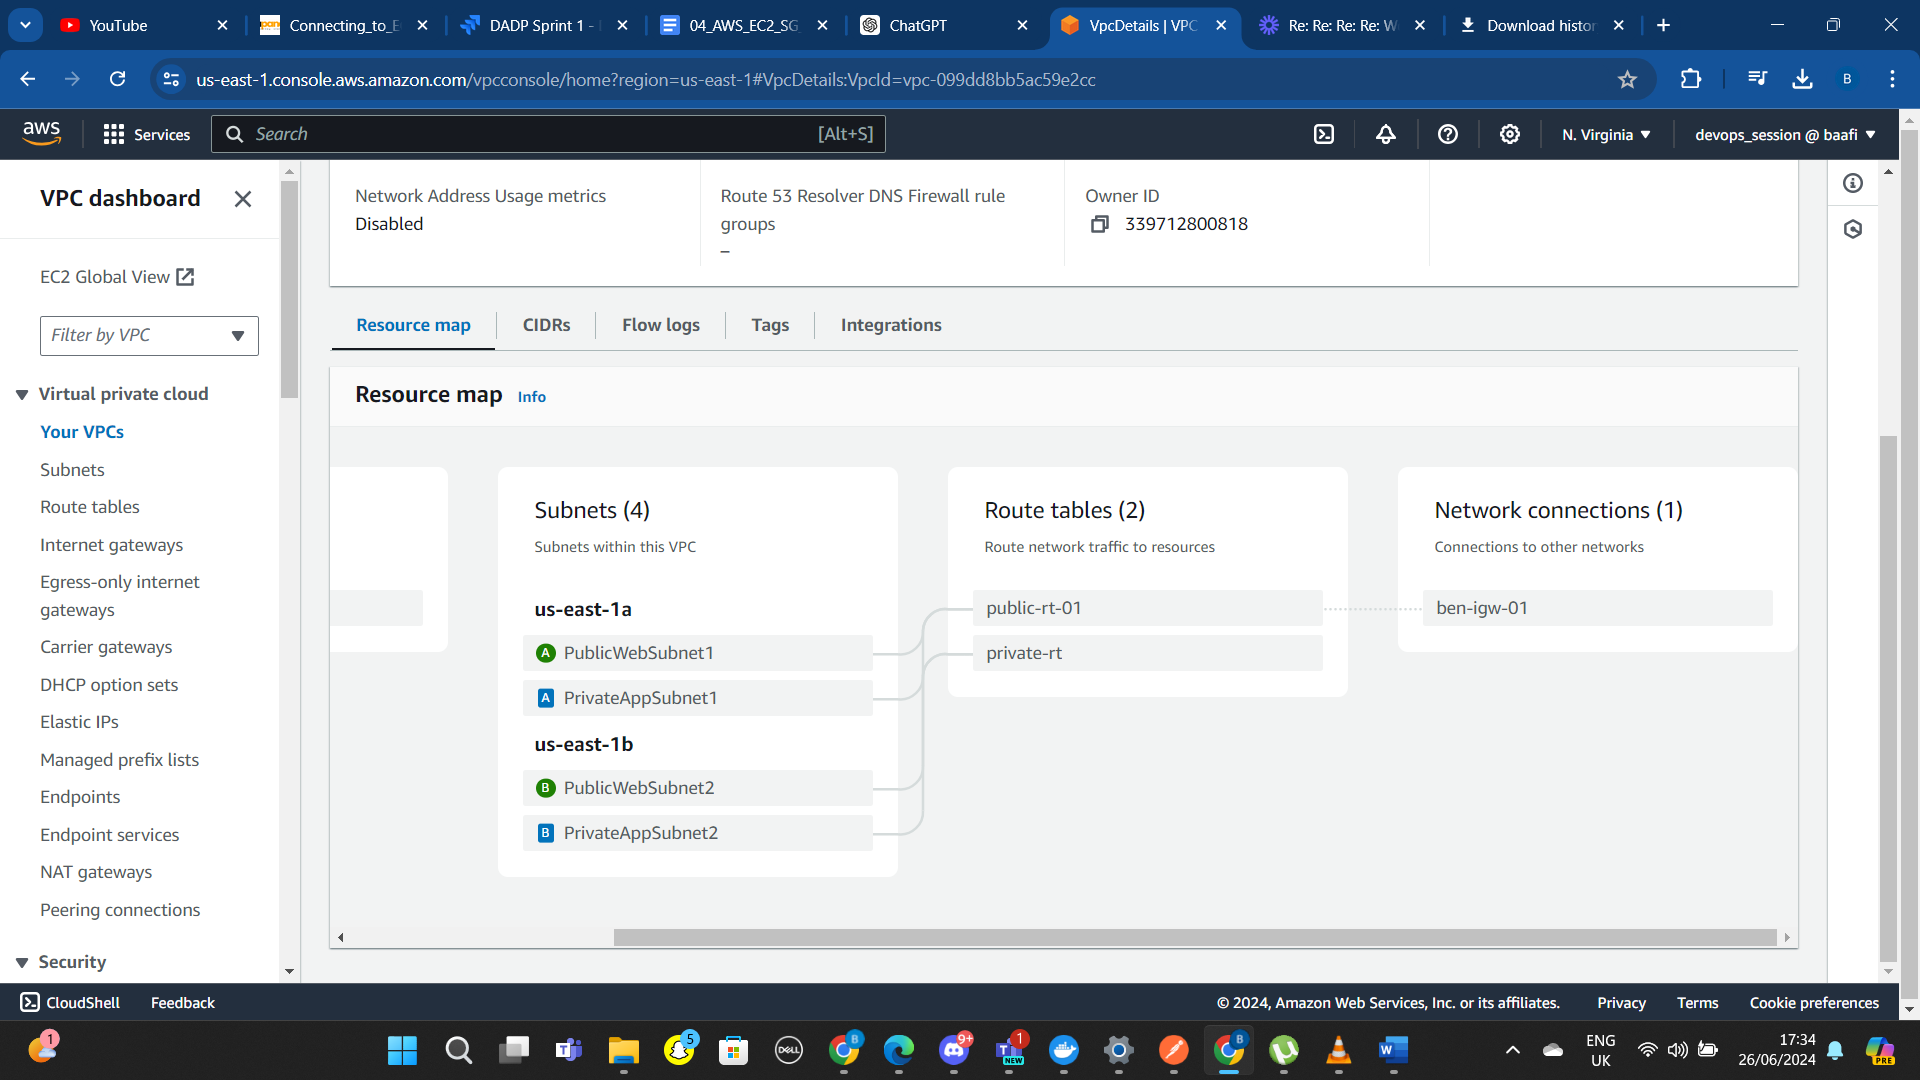 YouTube
Connecting_to_E
DADP Sprint 1 -
04_AWS_EC2_SG_
ChatGPT
VpcDetails | VPC
Re: Re: Re: Re: W
Download histor
us-east-1.console.aws.amazon.com/vpcconsole/home?region=us-east-1#VpcDetails:VpcId=vpc-099dd8bb5ac59e2cc
B
aws
Services
Search
[Alt+S]
N. Virginia
devops_session @ baafi
VPC dashboard
EC2 Global View
Filter by VPC
Virtual private cloud
Your VPCs
Subnets
Route tables
Internet gateways
Egress-only internet
gateways
Carrier gateways
DHCP option sets
Elastic IPs
Managed prefix lists
Endpoints
Endpoint services
NAT gateways
Peering connections
Security
Network Address Usage metrics
Disabled
Route 53 Resolver DNS Firewall rule
groups
–
Owner ID
339712800818
Resource map
CIDRs
Flow logs
Tags
Integrations
Resource map Info
Subnets (4)
Subnets within this VPC
us-east-1a
A PublicWebSubnet1
A PrivateAppSubnet1
us-east-1b
B PublicWebSubnet2
B PrivateAppSubnet2
Route tables (2)
Route network traffic to resources
public-rt-01
private-rt
Network connections (1)
Connections to other networks
ben-igw-01
CloudShell
Feedback
© 2024, Amazon Web Services, Inc. or its affiliates.
Privacy
Terms
Cookie preferences
1
5
DELL
B
9+
1
NEW
B
W
ENG
UK
17:34
26/06/2024
PRE